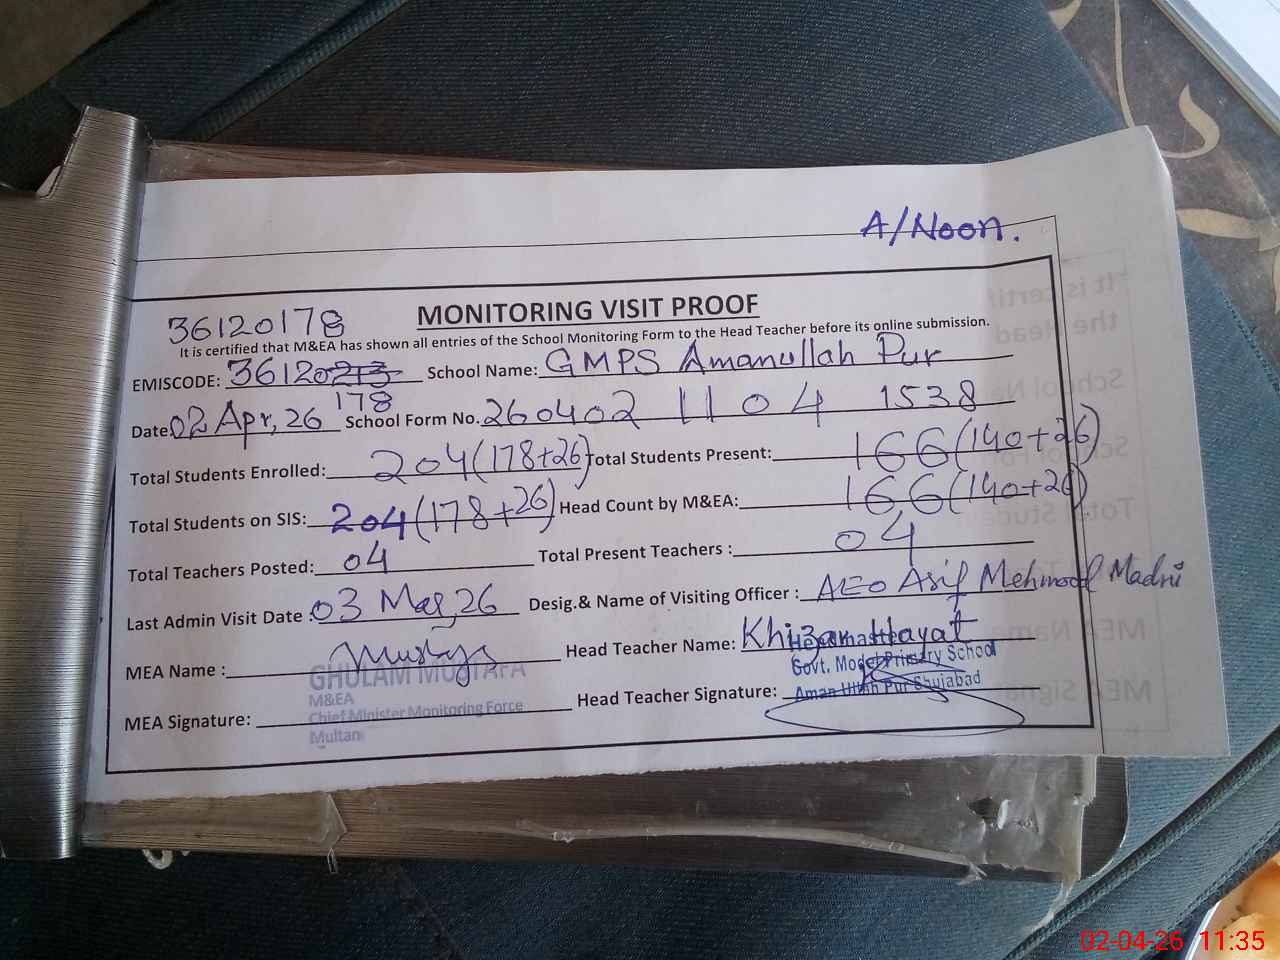 A/Noon.
36120178
MONITORING VISIT PROOF
It is certified that M&EA has shown all entries of the School Monitoring Form to the Head Teacher before its online submission.
EMISCODE: 36120213 School Name: GMPS Amanullah Pur
178
Date 02 Apr, 26 School Form No. 260402 1104 1538
Total Students Enrolled: 204(178+26) Total Students Present: 166(140+26)
Total Students on SIS: 204(178+26) Head Count by M&EA: 166(140+26)
Total Teachers Posted: 04 Total Present Teachers : 04
Last Admin Visit Date : 03 Mar, 26 Desig.& Name of Visiting Officer : AEO Asif Mehmood Madni
MEA Name : Head Teacher Name: Khizar Hayat
GHULAM MUSTAFA
M&EA
Chief Minister Monitoring Force
Multan
MEA Signature: Head Teacher Signature:
Headmaster
Govt. Model Primary School
Aman Ullah Pur Shujabad
02-04-26 11:35